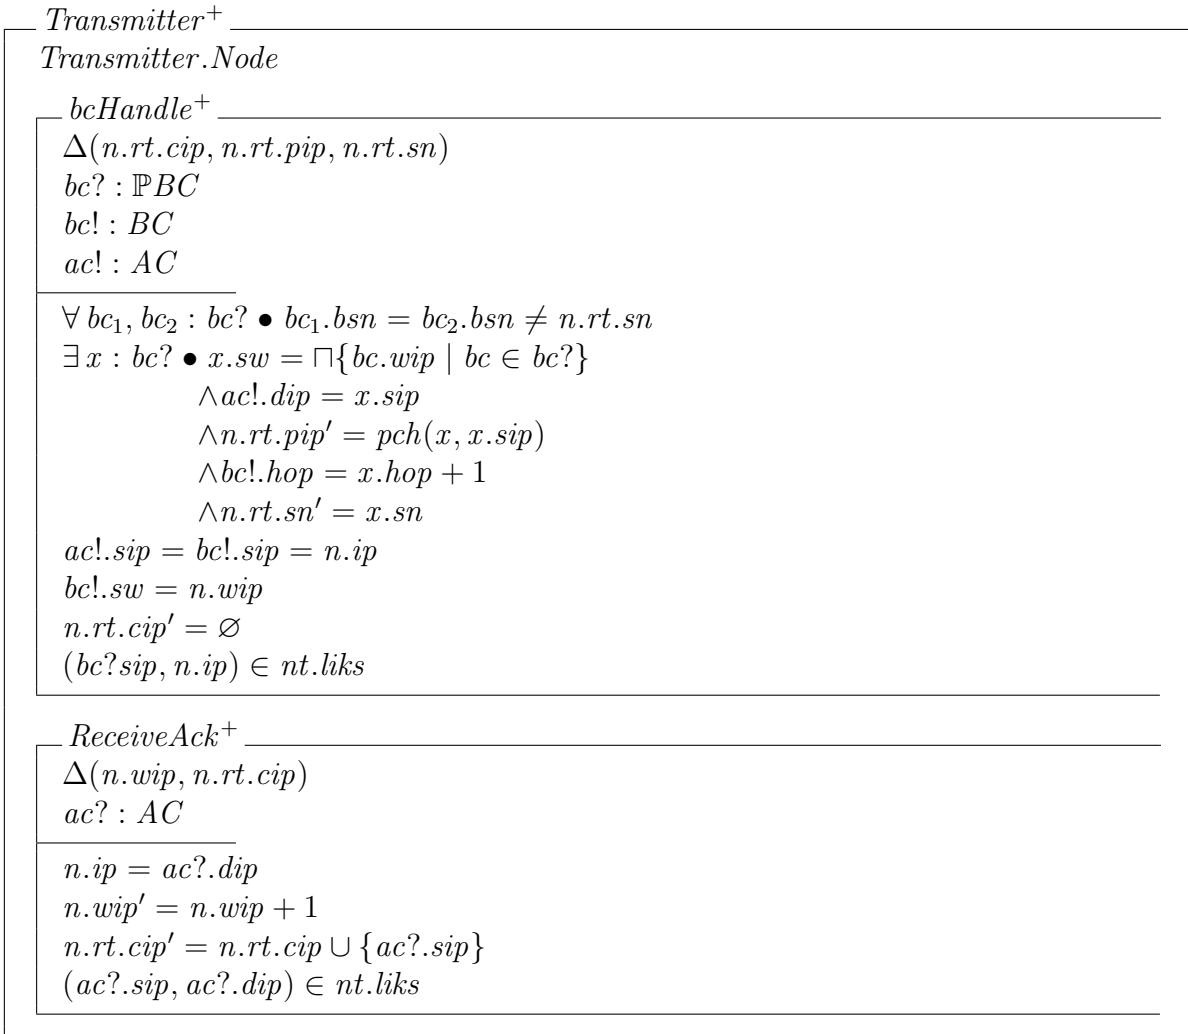 Transmitter⁺
Transmitter.Node
bcHandle⁺
Δ(n.rt.cip, n.rt.pip, n.rt.sn)
bc? : ℙBC
bc! : BC
ac! : AC
∀ bc₁, bc₂ : bc? • bc₁.bsn = bc₂.bsn ≠ n.rt.sn
∃ x : bc? • x.sw = ⊓{bc.wip | bc ∈ bc?}
∧ac!.dip = x.sip
∧n.rt.pip′ = pch(x, x.sip)
∧bc!.hop = x.hop + 1
∧n.rt.sn′ = x.sn
ac!.sip = bc!.sip = n.ip
bc!.sw = n.wip
n.rt.cip′ = ∅
(bc?sip, n.ip) ∈ nt.liks
ReceiveAck⁺
Δ(n.wip, n.rt.cip)
ac? : AC
n.ip = ac?.dip
n.wip′ = n.wip + 1
n.rt.cip′ = n.rt.cip ∪ {ac?.sip}
(ac?.sip, ac?.dip) ∈ nt.liks